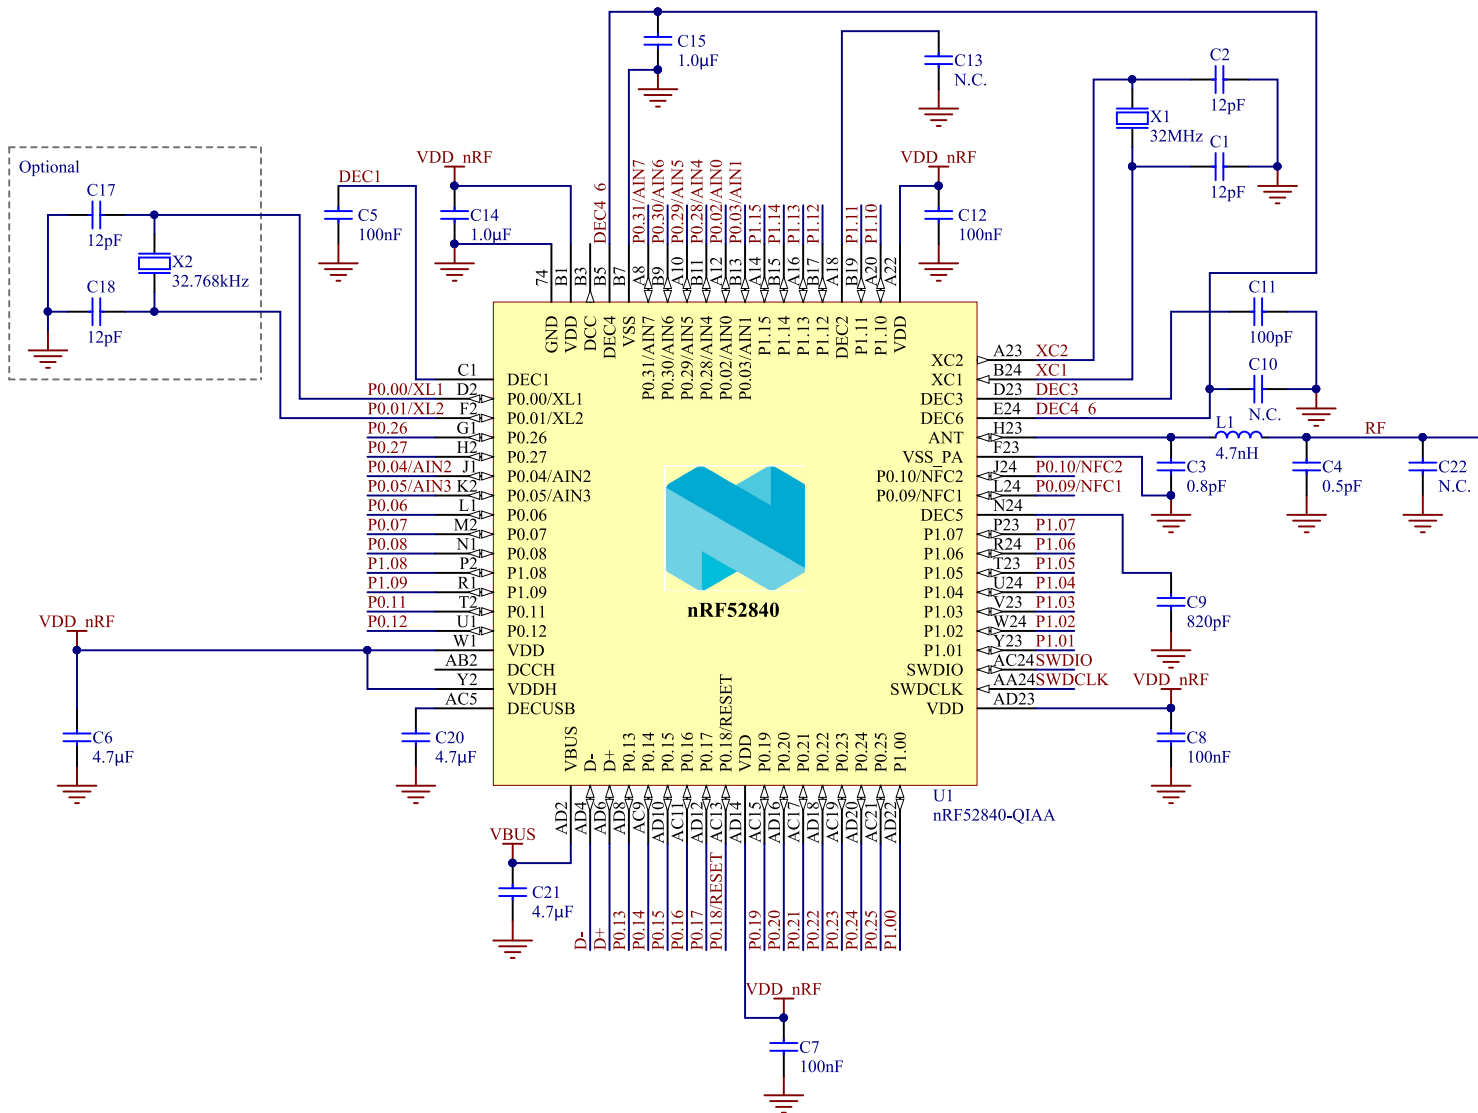 C15
1.0µF
C13
N.C.
C2
12pF
X1
32MHz
C1
12pF
Optional
C17
12pF
X2
32.768kHz
C18
12pF
DEC1
C5
100nF
VDD_nRF
C14
1.0µF
DEC4_6
P0.31/AIN7
P0.30/AIN6
P0.29/AIN5
P0.28/AIN4
P0.02/AIN0
P0.03/AIN1
P1.15
P1.14
P1.13
P1.12
P1.11
P1.10
VDD_nRF
C12
100nF
74
B1
B3
B5
B7
A8
B9
A10
B11
A12
B13
A14
B15
A16
B17
A18
B19
A20
A22
GND
VDD
DCC
DEC4
VSS
P0.31/AIN7
P0.30/AIN6
P0.29/AIN5
P0.28/AIN4
P0.02/AIN0
P0.03/AIN1
P1.15
P1.14
P1.13
P1.12
DEC2
P1.11
P1.10
VDD
C11
100pF
C10
N.C.
C1 DEC1
P0.00/XL1 D2 P0.00/XL1
P0.01/XL2 F2 P0.01/XL2
P0.26 G1 P0.26
P0.27 H2 P0.27
P0.04/AIN2 J1 P0.04/AIN2
P0.05/AIN3 K2 P0.05/AIN3
P0.06 L1 P0.06
P0.07 M2 P0.07
P0.08 N1 P0.08
P1.08 P2 P1.08
P1.09 R1 P1.09
P0.11 T2 P0.11
P0.12 U1 P0.12
W1 VDD
AB2 DCCH
Y2 VDDH
AC5 DECUSB
nRF52840
XC2 A23 XC2
XC1 B24 XC1
DEC3 D23 DEC3
DEC6 E24 DEC4_6
ANT H23
VSS_PA F23
P0.10/NFC2 J24 P0.10/NFC2
P0.09/NFC1 L24 P0.09/NFC1
DEC5 N24
P1.07 P23 P1.07
P1.06 R24 P1.06
P1.05 T23 P1.05
P1.04 U24 P1.04
P1.03 V23 P1.03
P1.02 W24 P1.02
P1.01 Y23 P1.01
SWDIO AC24 SWDIO
SWDCLK AA24 SWDCLK
VDD AD23
L1
4.7nH
RF
C3
0.8pF
C4
0.5pF
C22
N.C.
C9
820pF
VDD_nRF
C8
100nF
VDD_nRF
C6
4.7µF
C20
4.7µF
VBUS
D-
D+
P0.13
P0.14
P0.15
P0.16
P0.17
P0.18/RESET
VDD
P0.19
P0.20
P0.21
P0.22
P0.23
P0.24
P0.25
P1.00
U1
nRF52840-QIAA
AD2
AD4
AD6
AD8
AC9
AD10
AC11
AD12
AC13
AD14
AC15
AD16
AC17
AD18
AC19
AD20
AC21
AD22
VBUS
C21
4.7µF
D-
D+
P0.13
P0.14
P0.15
P0.16
P0.17
P0.18/RESET
P0.19
P0.20
P0.21
P0.22
P0.23
P0.24
P0.25
P1.00
VDD_nRF
C7
100nF